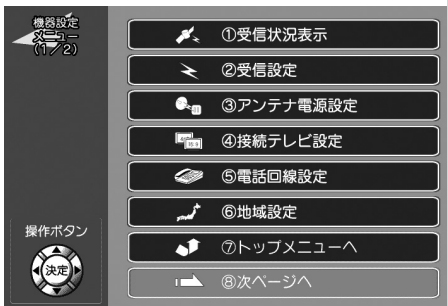 機器設定
メニュー
(1/2)
①受信状況表示
②受信設定
③アンテナ電源設定
④接続テレビ設定
⑤電話回線設定
⑥地域設定
⑦トップメニューへ
⑧次ページへ
操作ボタン
決定